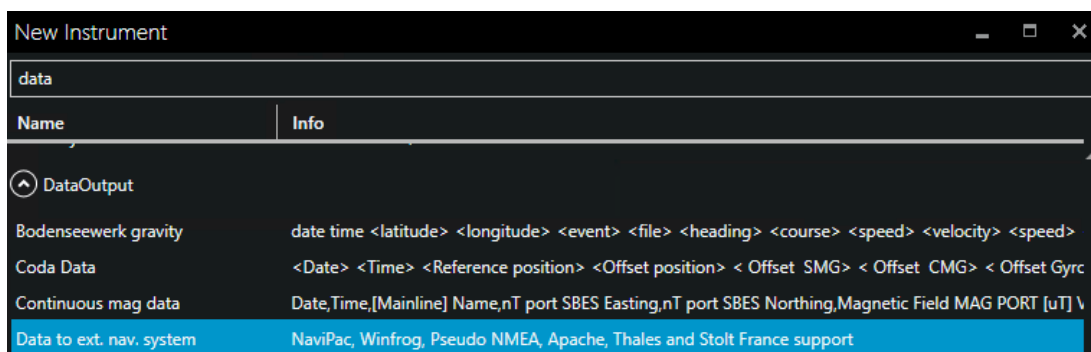 New Instrument
data
Name Info
DataOutput
Bodenseewerk gravity date time <latitude> <longitude> <event> <file> <heading> <course> <speed> <velocity> <speed>
Coda Data <Date> <Time> <Reference position> <Offset position> < Offset SMG> < Offset CMG> < Offset Gyro
Continuous mag data Date,Time,[Mainline] Name,nT port SBES Easting,nT port SBES Northing,Magnetic Field MAG PORT [uT]
Data to ext. nav. system NaviPac, Winfrog, Pseudo NMEA, Apache, Thales and Stolt France support